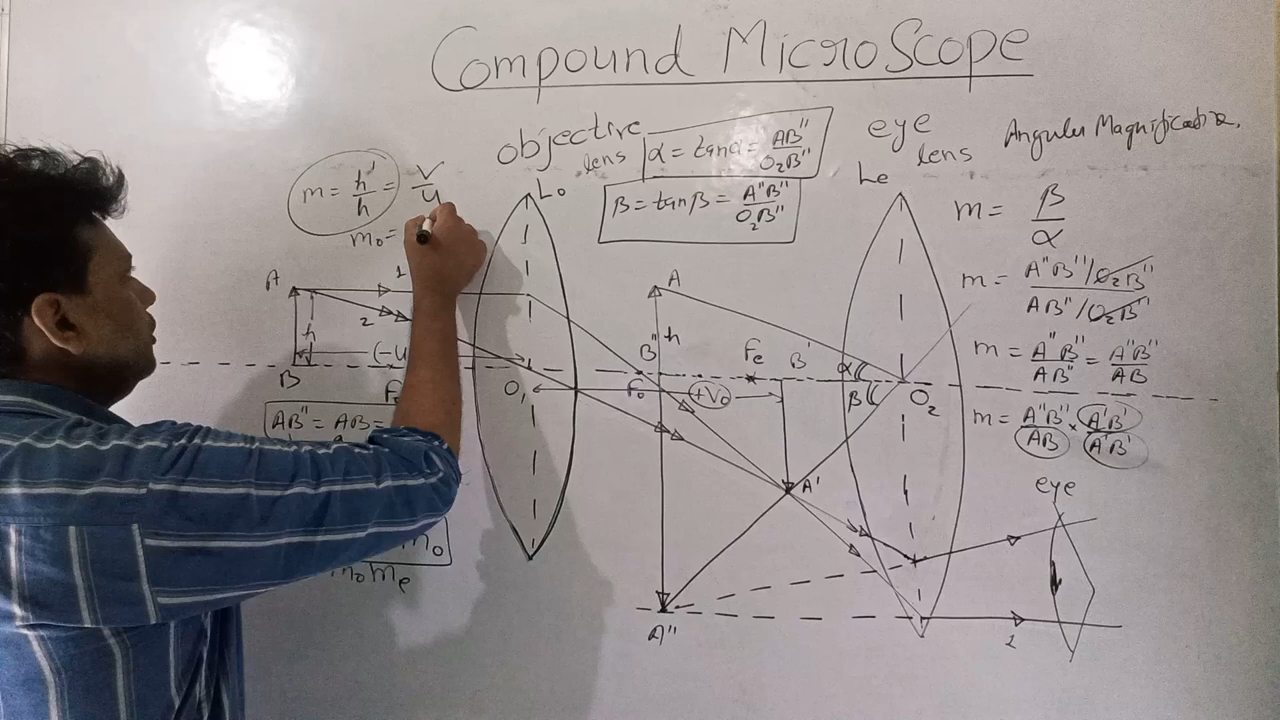 Compound MicroScope
objective lens
eye lens
Angular Magnification
Lo
Le
α = tanα = AB''/O₂B''
β = tanβ = A''B''/O₂B''
m = h'/h = v/u
m₀ =
m = β/α
m = A''B''/O₂B'' / AB''/O₂B''
m = A''B''/AB'' = A''B''/AB
m = A''B''/AB × A'B'/A'B'
A
1
2
h
(-u
B
O₁
A
h
B''
F₀
+V₀
Fe
B'
α
β
O₂
A'
A''
AB'' = AB =
m₀
m₀mₑ
eye
1